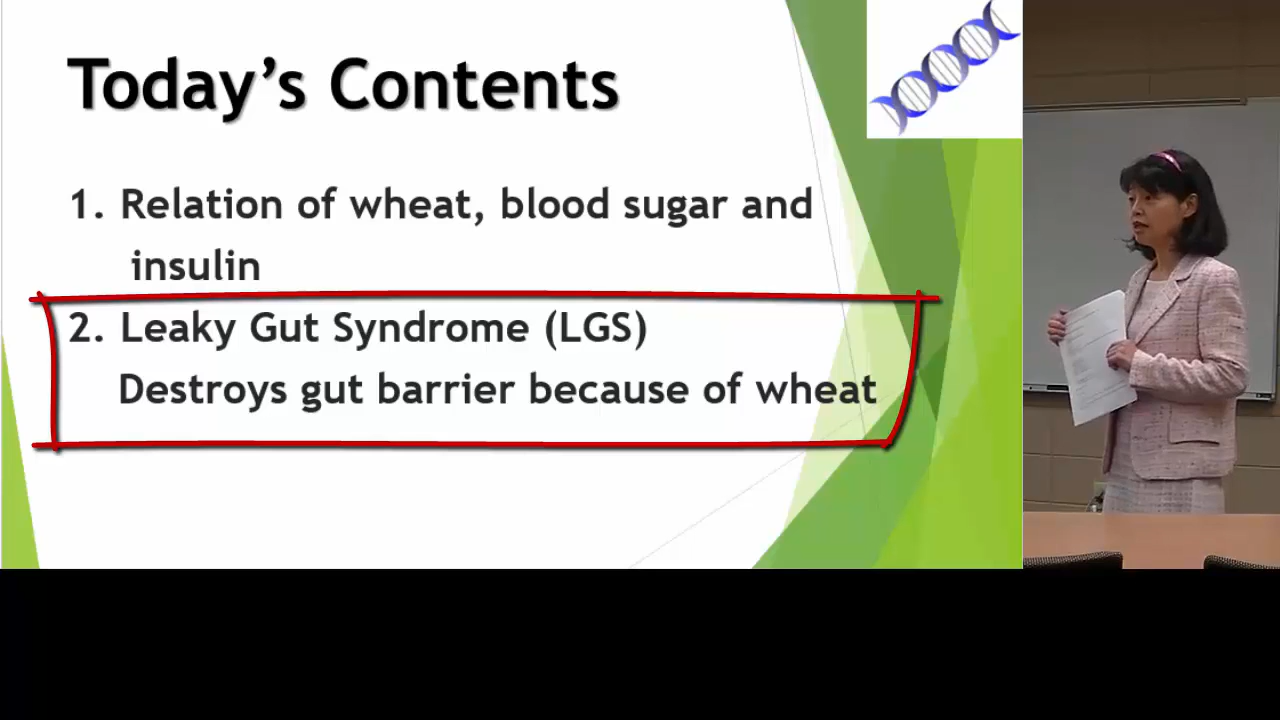 Today’s Contents
1. Relation of wheat, blood sugar and
insulin
2. Leaky Gut Syndrome (LGS)
Destroys gut barrier because of wheat